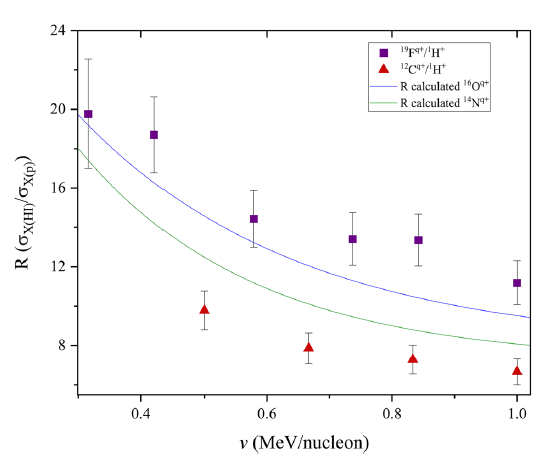 24
20
16
12
8
R (σX(HI)/σX(p))
¹⁹Fq⁺/¹H⁺
¹²Cq⁺/¹H⁺
R calculated ¹⁶Oq⁺
R calculated ¹⁴Nq⁺
0.4 0.6 0.8 1.0
v (MeV/nucleon)